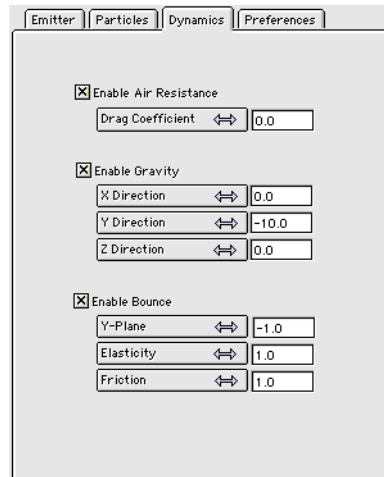 Emitter Particles Dynamics Preferences
Enable Air Resistance
Drag Coefficient 0.0
Enable Gravity
X Direction 0.0
Y Direction -10.0
Z Direction 0.0
Enable Bounce
Y-Plane -1.0
Elasticity 1.0
Friction 1.0